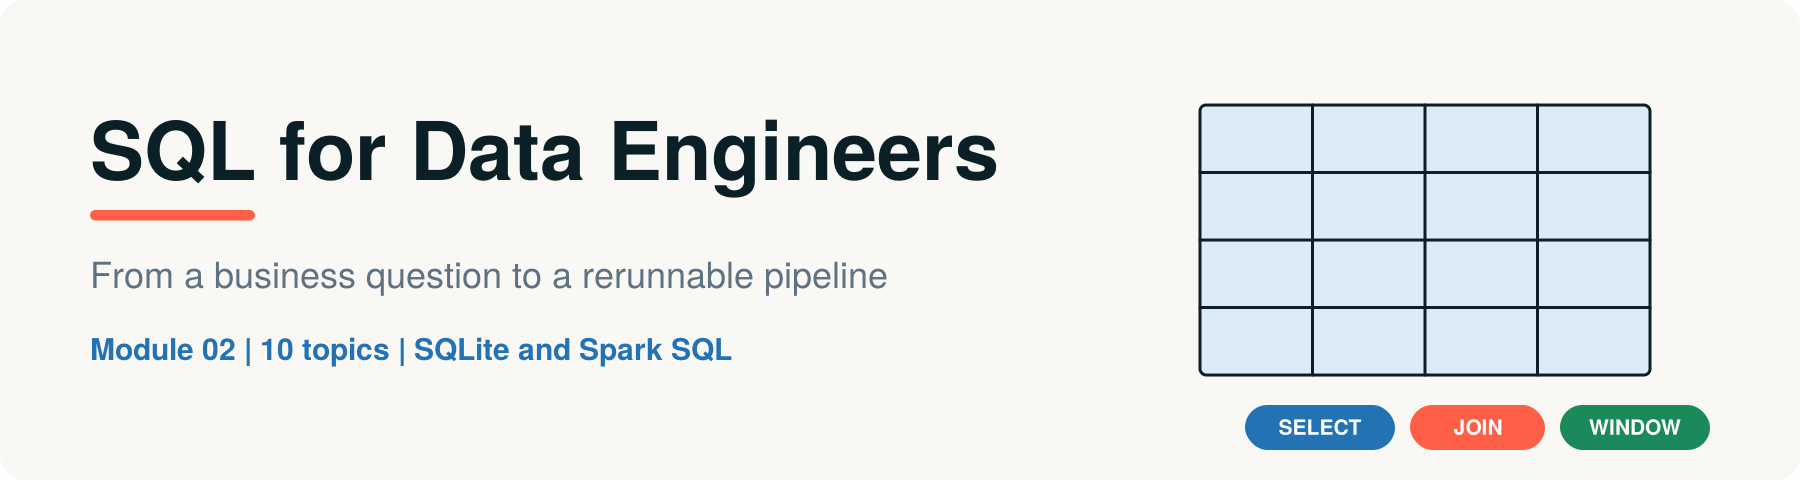 SQL for Data Engineers
From a business question to a rerunnable pipeline
Module 02 | 10 topics | SQLite and Spark SQL
SELECT
JOIN
WINDOW